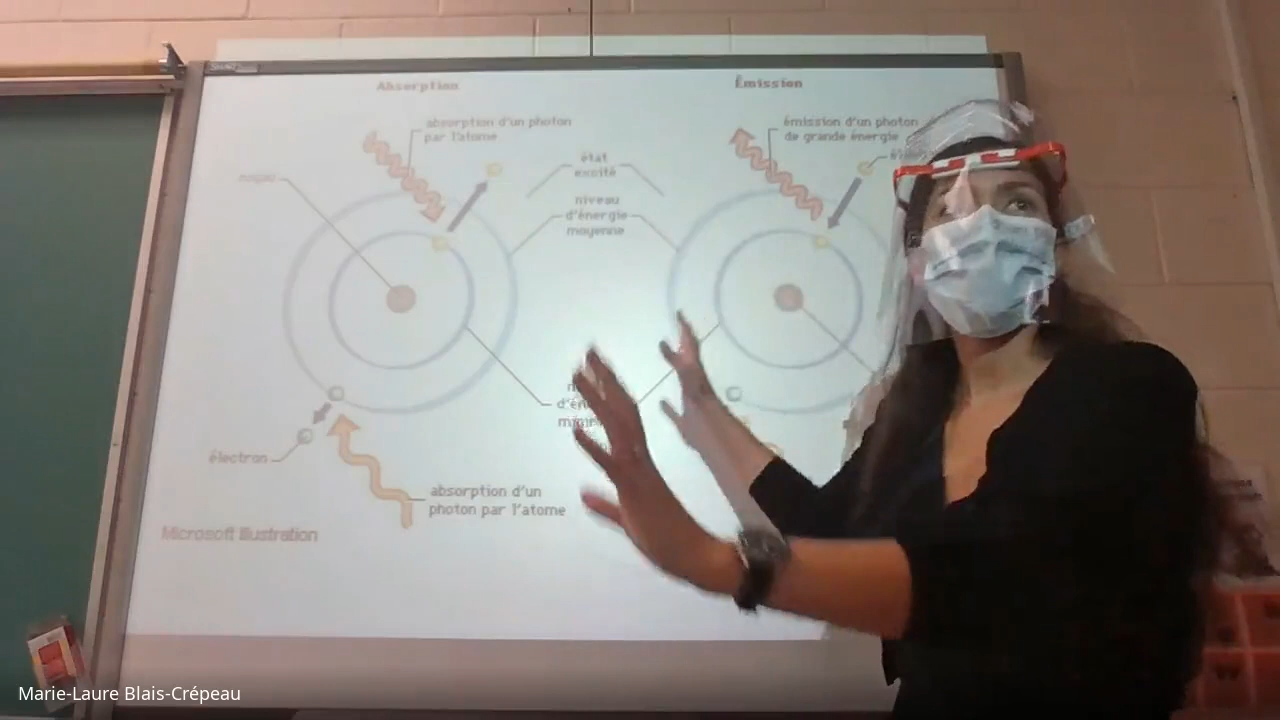 SMART
Absorption
Émission
absorption d'un photon
par l'atome
émission d'un photon
de grande énergie
état
excité
noyau
niveau
d'énergie
moyenne
électron
absorption d'un
photon par l'atome
Microsoft Illustration
Marie-Laure Blais-Crépeau